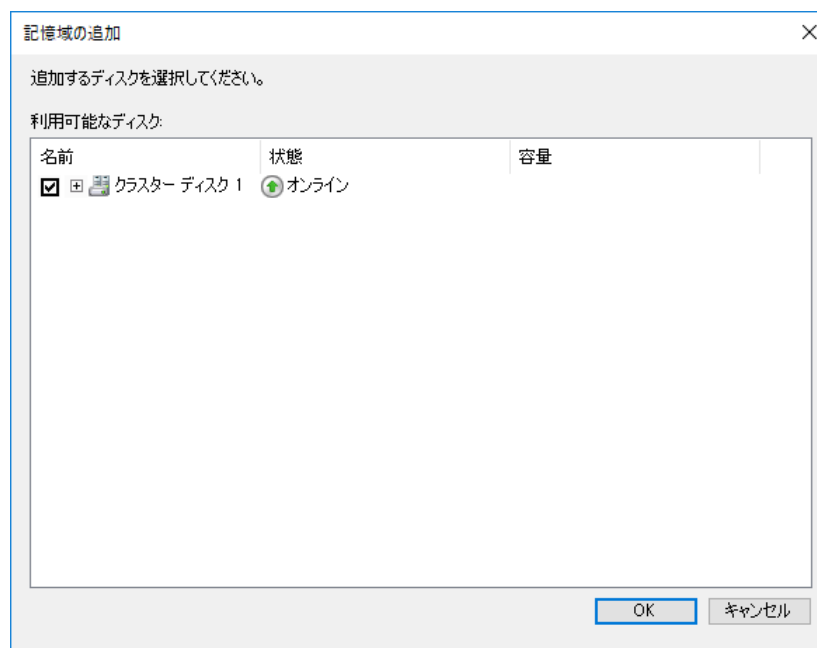 記憶域の追加
追加するディスクを選択してください。
利用可能なディスク:
名前 状態 容量
クラスター ディスク 1 オンライン
OK キャンセル